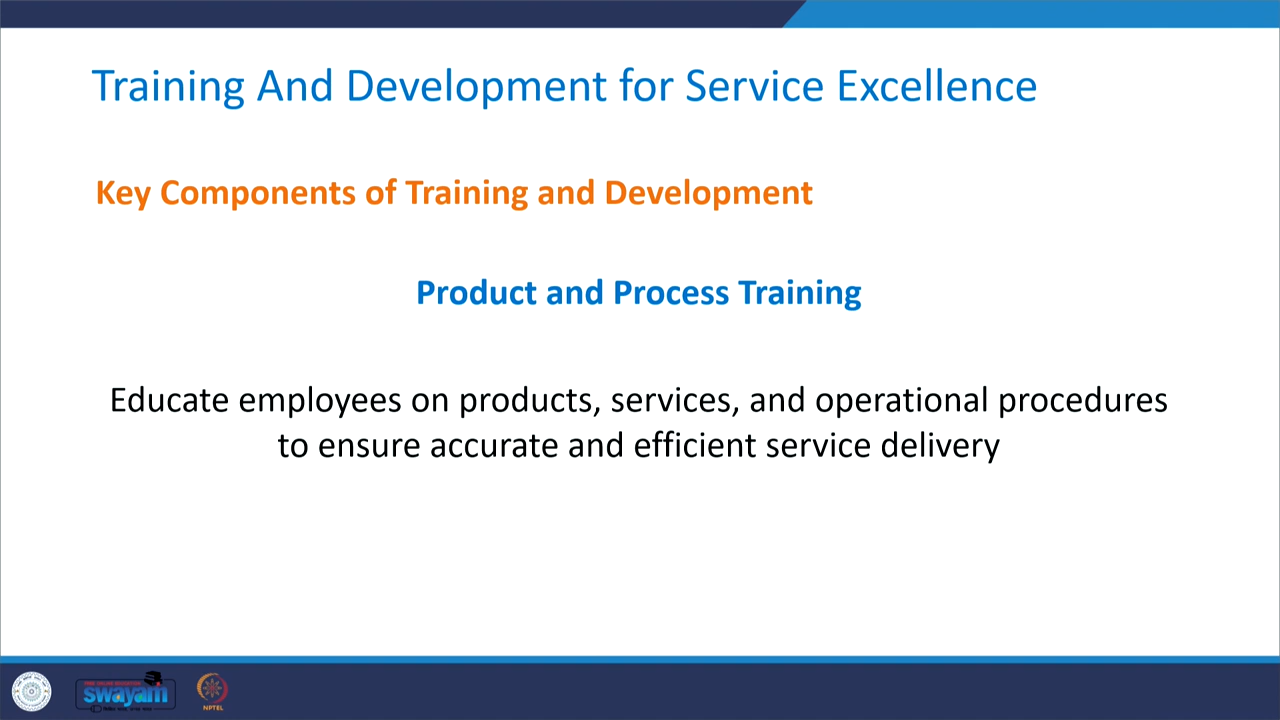 Training And Development for Service Excellence
Key Components of Training and Development
Product and Process Training
Educate employees on products, services, and operational procedures
to ensure accurate and efficient service delivery
swayam
NPTEL